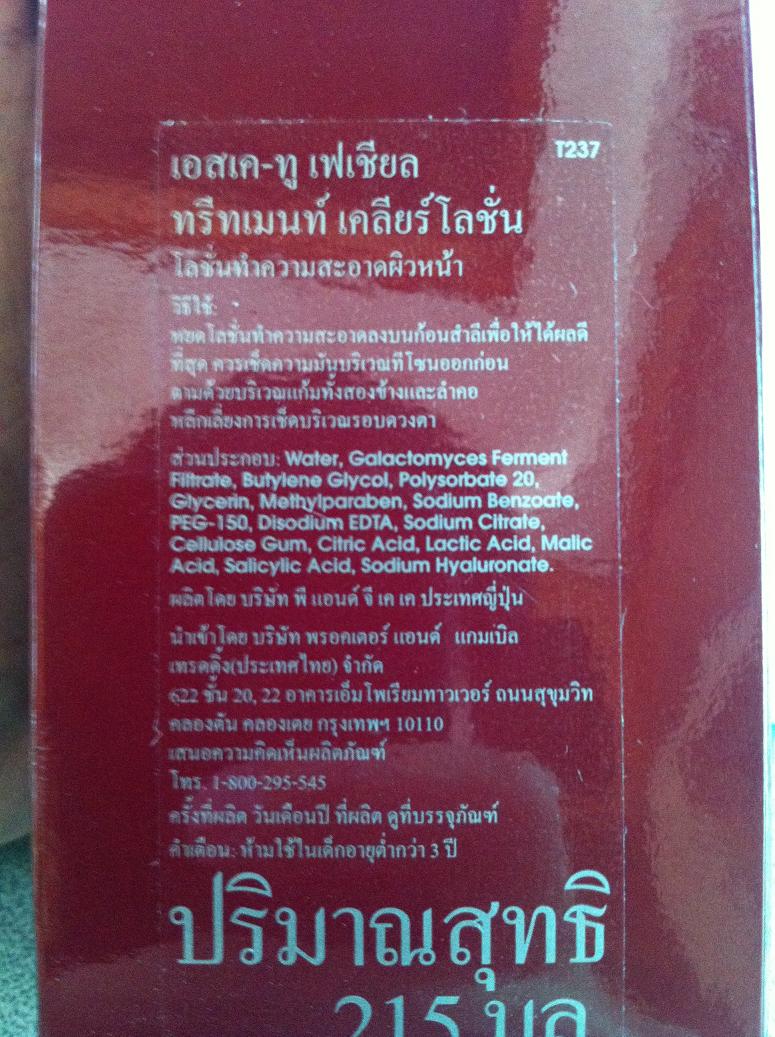 T237
เอสเค-ทู เฟเชียล
ทรีทเมนท์ เคลียร์โลชั่น
โลชั่นทำความสะอาดผิวหน้า
วิธีใช้:
หยดโลชั่นทำความสะอาดลงบนก้อนสำลีเพื่อให้ได้ผลดี
ที่สุด ควรเช็ดความมันบริเวณทีโซนออกก่อน
ตามด้วยบริเวณแก้มทั้งสองข้างและลำคอ
หลีกเลี่ยงการเช็ดบริเวณรอบดวงตา
ส่วนประกอบ: Water, Galactomyces Ferment
Filtrate, Butylene Glycol, Polysorbate 20,
Glycerin, Methylparaben, Sodium Benzoate,
PEG-150, Disodium EDTA, Sodium Citrate,
Cellulose Gum, Citric Acid, Lactic Acid, Malic
Acid, Salicylic Acid, Sodium Hyaluronate.
ผลิตโดย บริษัท พี แอนด์ จี เค เค ประเทศญี่ปุ่น
นำเข้าโดย บริษัท พรอคเตอร์ แอนด์ แกมเบิล
เทรดดิ้ง(ประเทศไทย) จำกัด
622 ชั้น 20, 22 อาคารเอ็มโพเรียมทาวเวอร์ ถนนสุขุมวิท
คลองตัน คลองเตย กรุงเทพฯ 10110
เสนอความคิดเห็นผลิตภัณฑ์
โทร. 1-800-295-545
ครั้งที่ผลิต วันเดือนปี ที่ผลิต ดูที่บรรจุภัณฑ์
คำเตือน: ห้ามใช้ในเด็กอายุต่ำกว่า 3 ปี
ปริมาณสุทธิ
215 มล